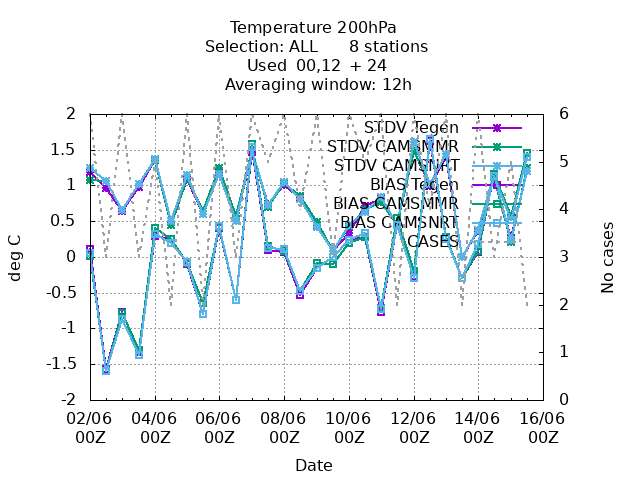 Temperature 200hPa
Selection: ALL 8 stations
Used 00,12 + 24
Averaging window: 12h
2
1.5
1
0.5
0
-0.5
-1
-1.5
-2
deg C
6
5
4
3
2
1
0
No cases
STDV Tegen
STDV CAMSMMR
STDV CAMSNRT
BIAS Tegen
BIAS CAMSMMR
BIAS CAMSNRT
CASES
02/06 04/06 06/06 08/06 10/06 12/06 14/06 16/06
00Z 00Z 00Z 00Z 00Z 00Z 00Z 00Z
Date